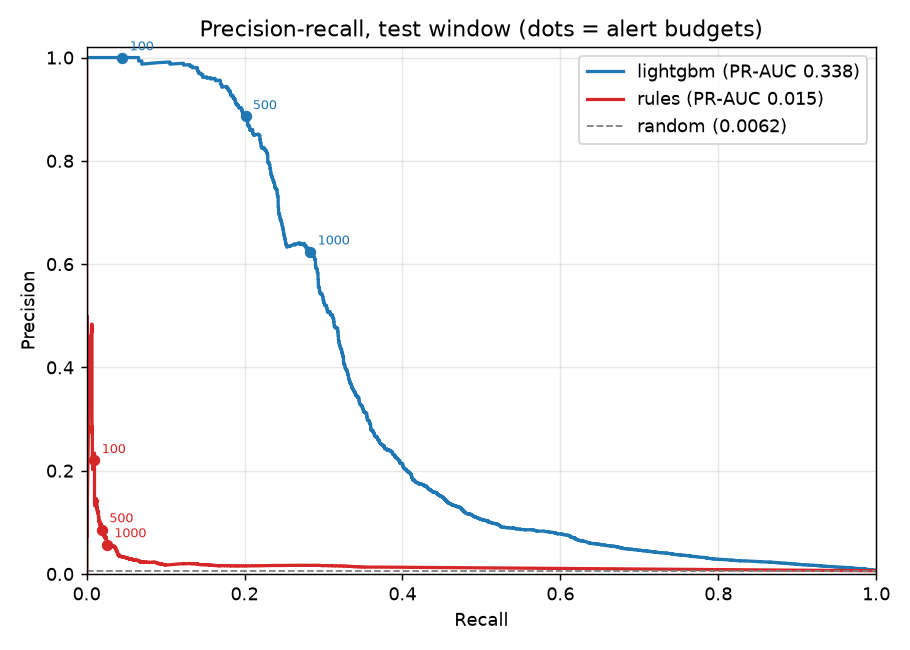 Precision-recall, test window (dots = alert budgets)
lightgbm (PR-AUC 0.338)
rules (PR-AUC 0.015)
random (0.0062)
100
500
1000
100
500
1000
Precision
1.0
0.8
0.6
0.4
0.2
0.0
0.0 0.2 0.4 0.6 0.8 1.0
Recall